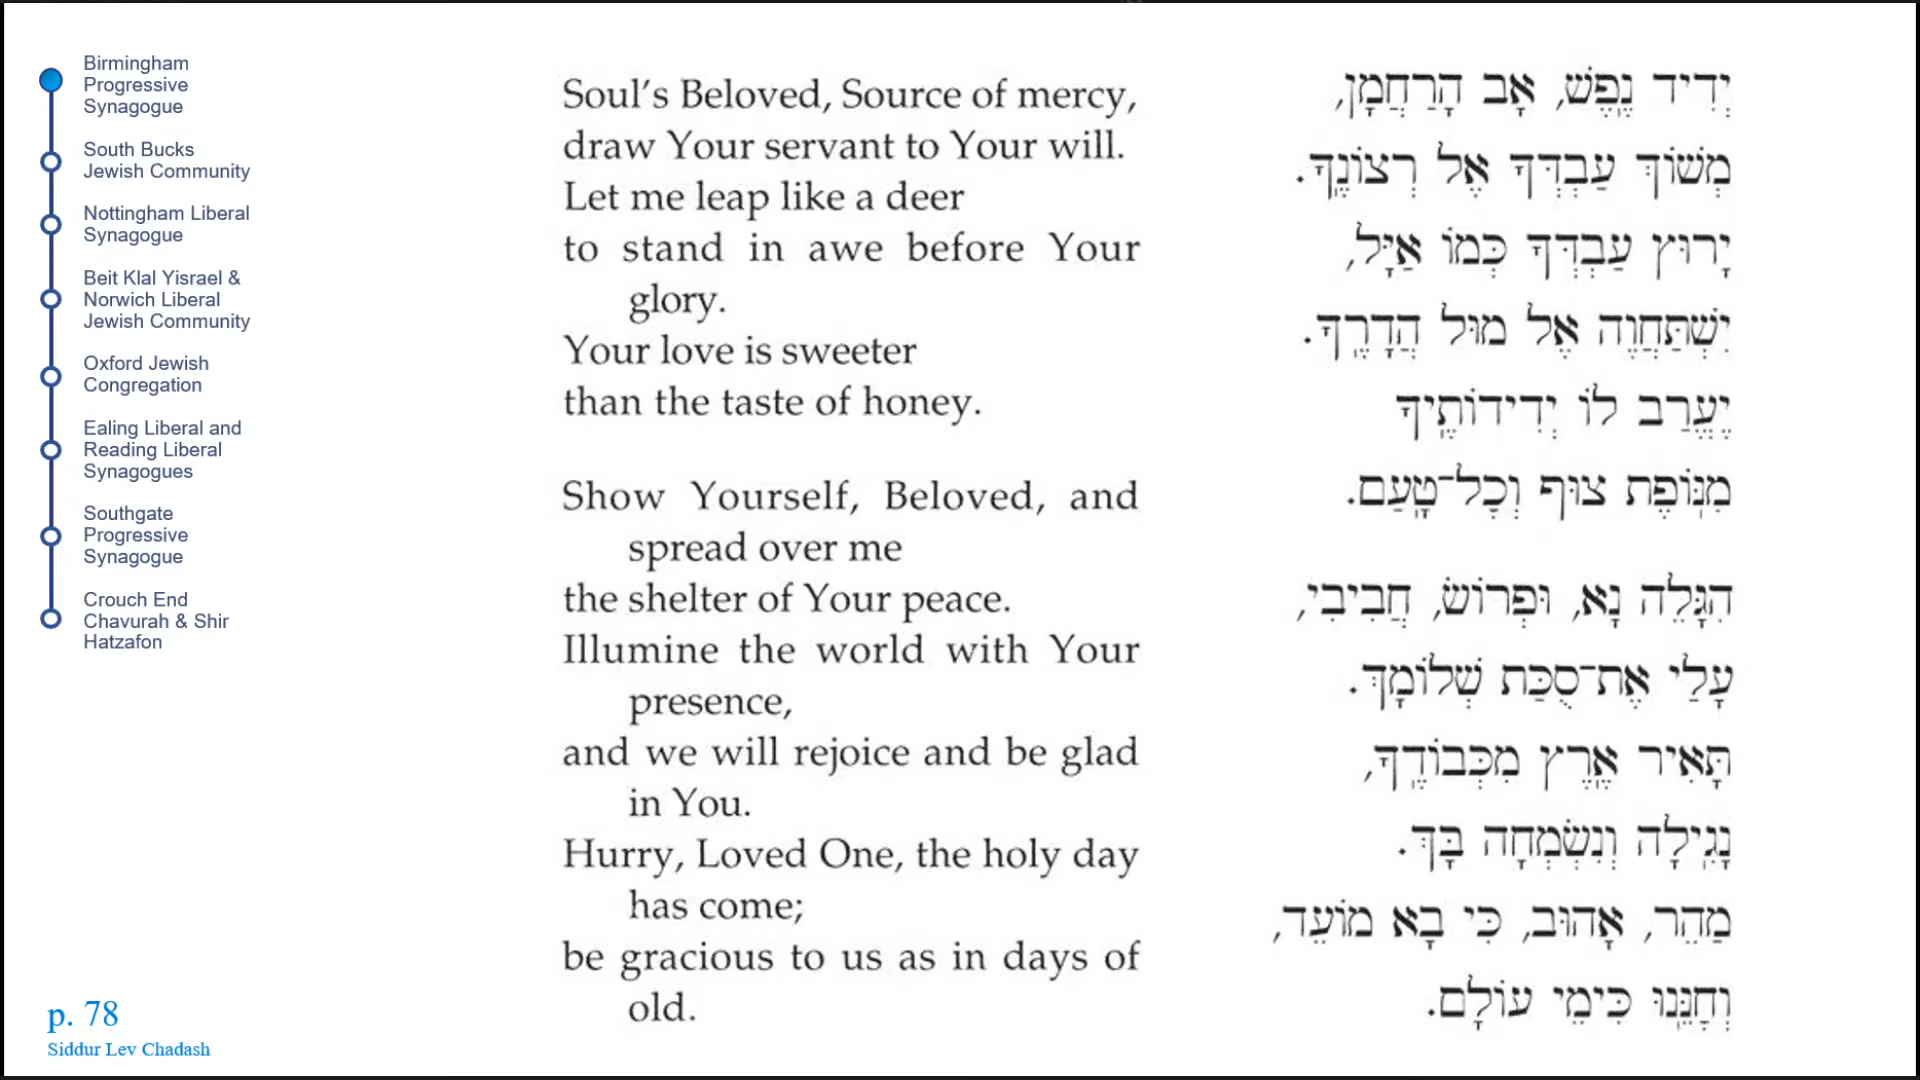 Birmingham
Progressive
Synagogue
South Bucks
Jewish Community
Nottingham Liberal
Synagogue
Beit Klal Yisrael &
Norwich Liberal
Jewish Community
Oxford Jewish
Congregation
Ealing Liberal and
Reading Liberal
Synagogues
Southgate
Progressive
Synagogue
Crouch End
Chavurah & Shir
Hatzafon
p. 78
Siddur Lev Chadash
Soul’s Beloved, Source of mercy,
draw Your servant to Your will.
Let me leap like a deer
to stand in awe before Your
glory.
Your love is sweeter
than the taste of honey.
Show Yourself, Beloved, and
spread over me
the shelter of Your peace.
Illumine the world with Your
presence,
and we will rejoice and be glad
in You.
Hurry, Loved One, the holy day
has come;
be gracious to us as in days of
old.
יְדִיד נֶֽפֶשׁ, אָב הָרַחֲמָן,
מְשׁוֹךְ עַבְדְּךָ אֶל רְצוֹנֶֽךָ.
יָרוּץ עַבְדְּךָ כְּמוֹ אַיָּל,
יִשְׁתַּחֲוֶה אֶל מוּל הֲדָרֶֽךָ.
יֶעֱרַב לוֹ יְדִידוֹתֶֽיךָ
מִנּֽוֹפֶת צוּף וְכׇל־טָֽעַם.
הִגָּלֵה נָא, וּפְרוֹשׂ, חֲבִיבִי,
עָלַי אֶת־סֻכַּת שְׁלוֹמָךְ.
תָּאִיר אֶֽרֶץ מִכְּבוֹדֶֽךָ,
נָגִֽילָה וְנִשְׂמְחָה בָּךְ.
מַהֵר, אָהוּב, כִּי בָא מוֹעֵד,
וְחָנֵּֽנוּ כִּימֵי עוֹלָם.